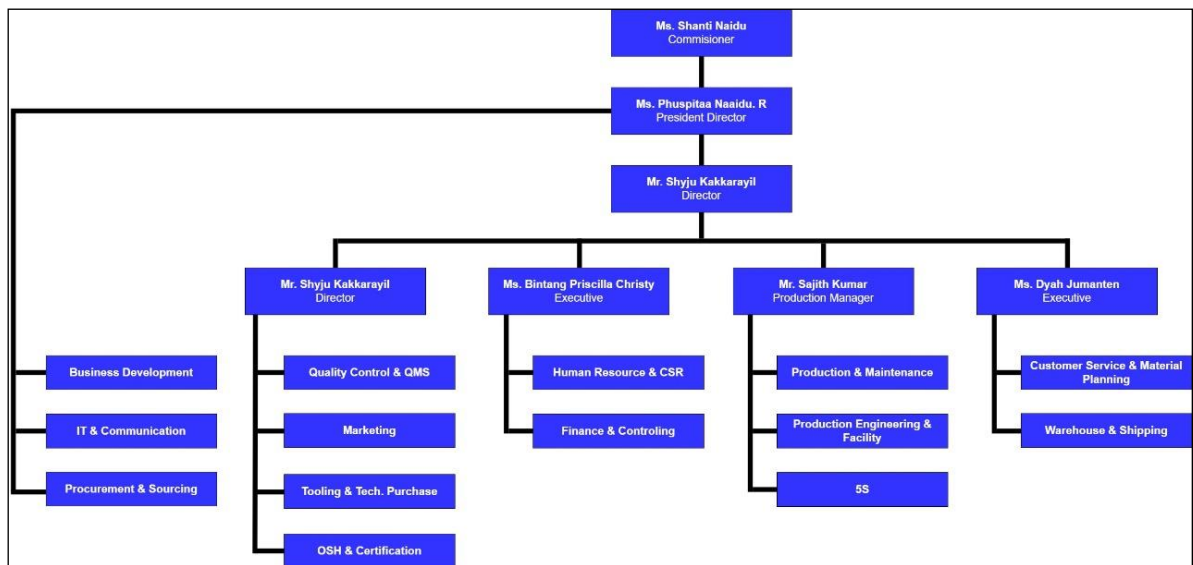 Ms. Shanti Naidu
Commisioner
Ms. Phuspitaa Naaidu. R
President Director
Mr. Shyju Kakkarayil
Director
Mr. Shyju Kakkarayil
Director
Ms. Bintang Priscilla Christy
Executive
Mr. Sajith Kumar
Production Manager
Ms. Dyah Jumanten
Executive
Business Development
Quality Control & QMS
Human Resource & CSR
Production & Maintenance
Customer Service & Material
Planning
IT & Communication
Marketing
Finance & Controling
Production Engineering &
Facility
Warehouse & Shipping
Procurement & Sourcing
Tooling & Tech. Purchase
5S
OSH & Certification